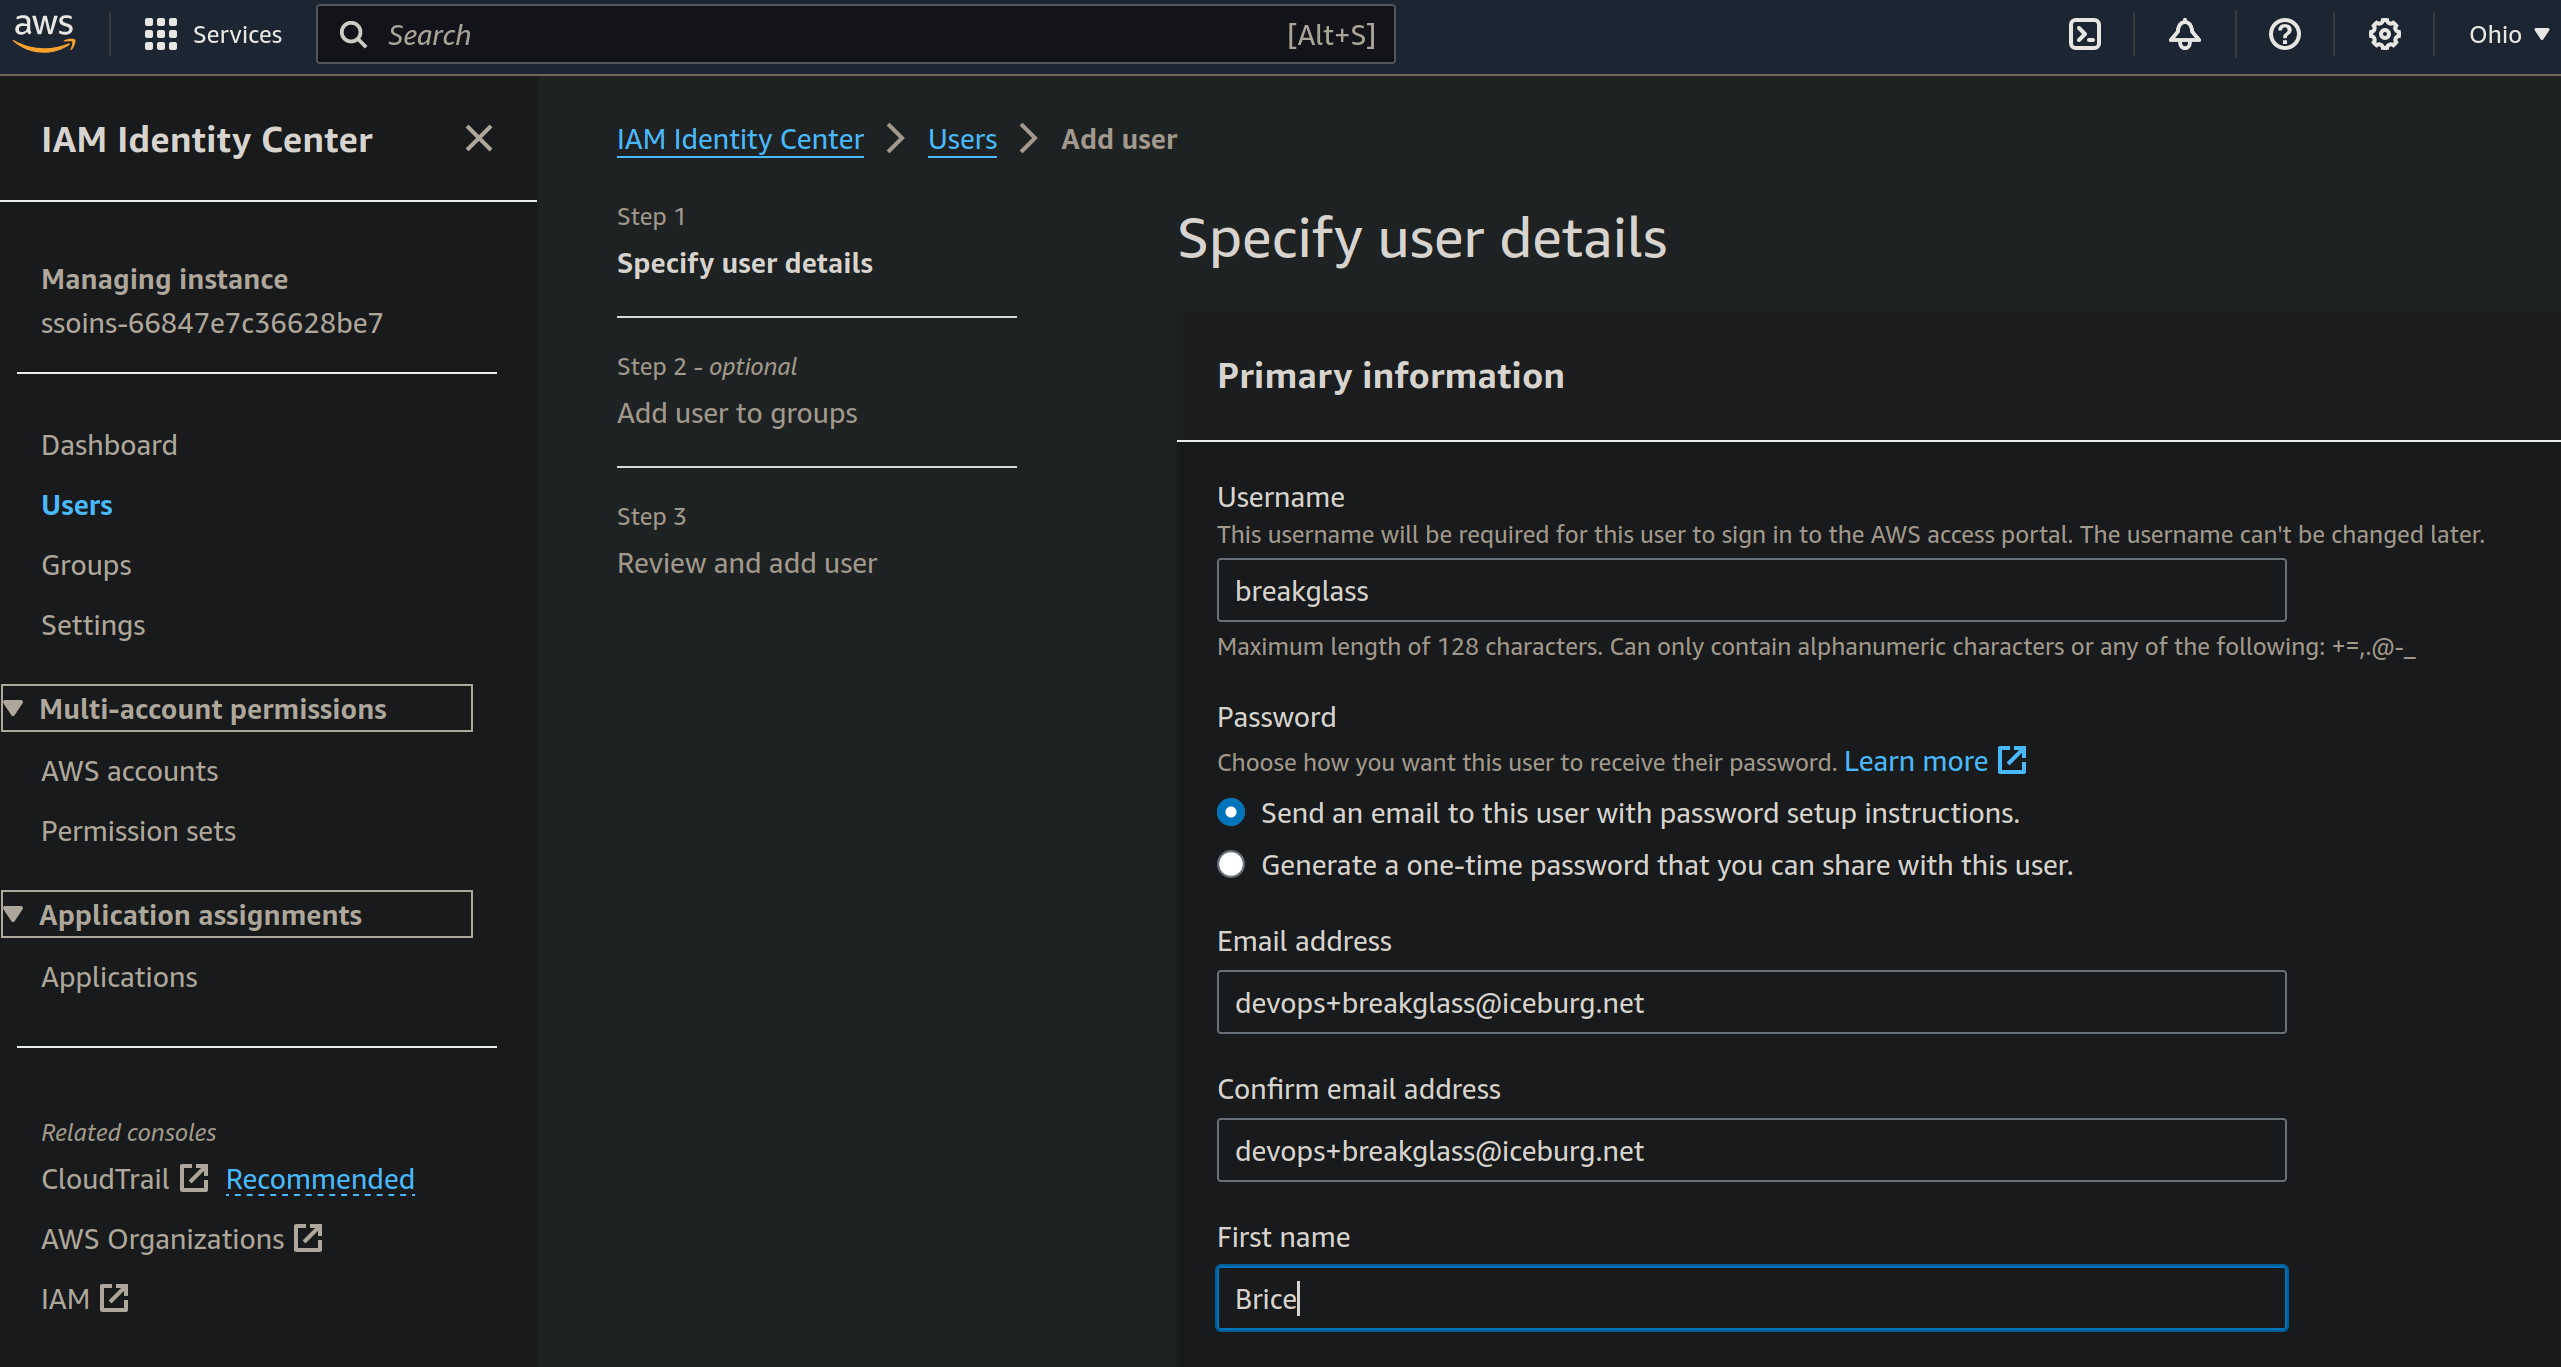 aws
Services
Search
[Alt+S]
Ohio
IAM Identity Center
Managing instance
ssoins-66847e7c36628be7
Dashboard
Users
Groups
Settings
Multi-account permissions
AWS accounts
Permission sets
Application assignments
Applications
Related consoles
CloudTrail Recommended
AWS Organizations
IAM
IAM Identity Center > Users > Add user
Step 1
Specify user details
Step 2 - optional
Add user to groups
Step 3
Review and add user
Specify user details
Primary information
Username
This username will be required for this user to sign in to the AWS access portal. The username can't be changed later.
breakglass
Maximum length of 128 characters. Can only contain alphanumeric characters or any of the following: +=,.@-_
Password
Choose how you want this user to receive their password. Learn more
Send an email to this user with password setup instructions.
Generate a one-time password that you can share with this user.
Email address
devops+breakglass@iceburg.net
Confirm email address
devops+breakglass@iceburg.net
First name
Brice